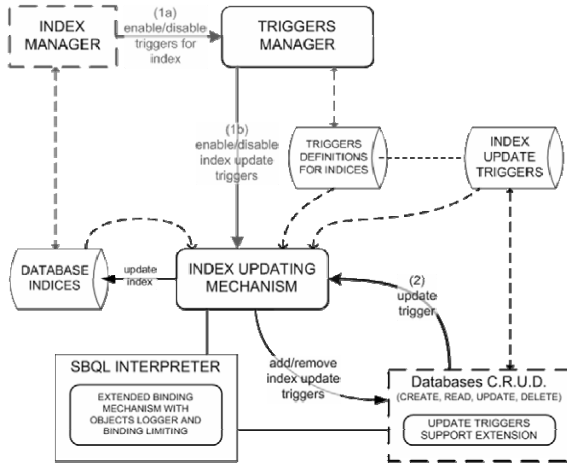 INDEX
MANAGER
(1a)
enable/disable
triggers for
index
TRIGGERS
MANAGER
(1b)
enable/disable
index update
triggers
TRIGGERS
DEFINITIONS
FOR INDICES
INDEX
UPDATE
TRIGGERS
DATABASE
INDICES
update
index
INDEX UPDATING
MECHANISM
(2)
update
trigger
SBQL INTERPRETER
EXTENDED BINDING
MECHANISM WITH
OBJECTS LOGGER AND
BINDING LIMITING
add/remove
index update
triggers
Databases C.R.U.D.
(CREATE, READ, UPDATE, DELETE)
UPDATE TRIGGERS
SUPPORT EXTENSION